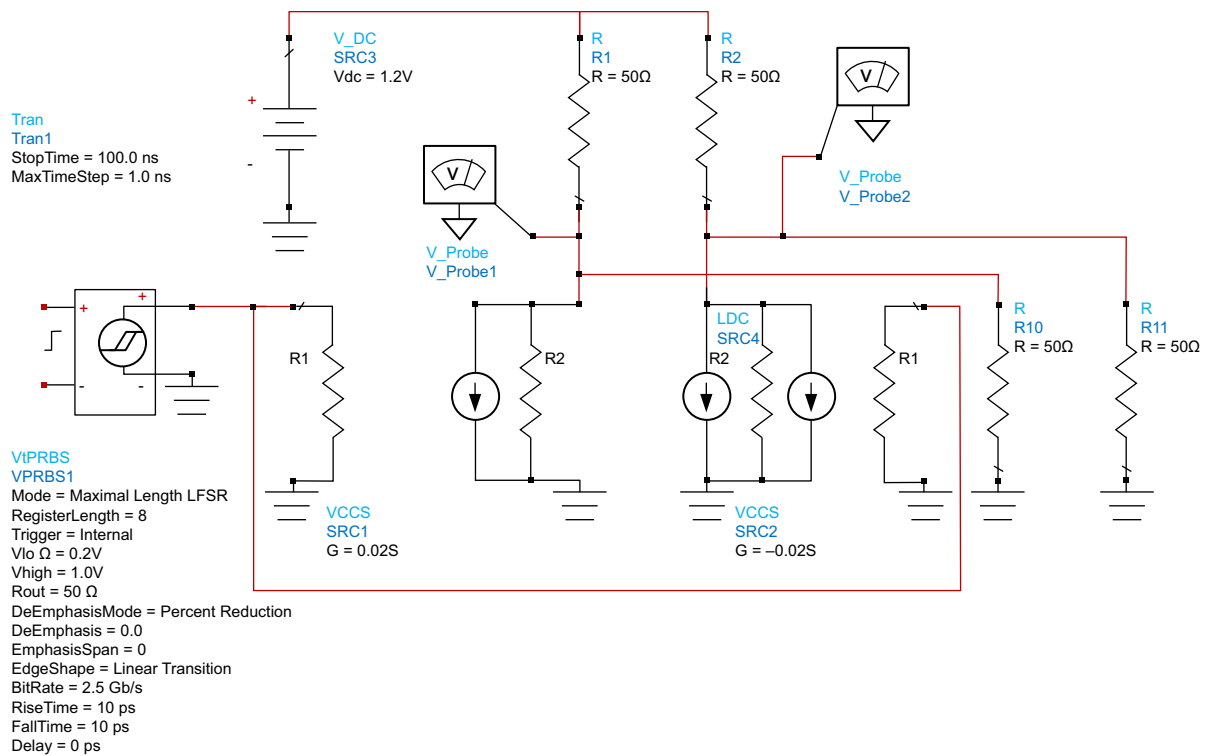 V_DC
SRC3
Vdc = 1.2V
R
R1
R = 50Ω
R
R2
R = 50Ω
V
Tran
Tran1
StopTime = 100.0 ns
MaxTimeStep = 1.0 ns
+
-
V
V_Probe
V_Probe2
V_Probe
V_Probe1
+
+
-
-
R1
R2
LDC
SRC4
R2
R1
R
R10
R = 50Ω
R
R11
R = 50Ω
VtPRBS
VPRBS1
Mode = Maximal Length LFSR
RegisterLength = 8
Trigger = Internal
Vlo Ω = 0.2V
Vhigh = 1.0V
Rout = 50 Ω
DeEmphasisMode = Percent Reduction
DeEmphasis = 0.0
EmphasisSpan = 0
EdgeShape = Linear Transition
BitRate = 2.5 Gb/s
RiseTime = 10 ps
FallTime = 10 ps
Delay = 0 ps
VCCS
SRC1
G = 0.02S
VCCS
SRC2
G = –0.02S